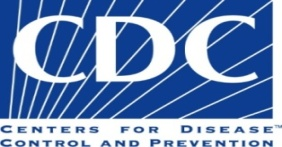 CDC
CENTERS FOR DISEASE™
CONTROL AND PREVENTION